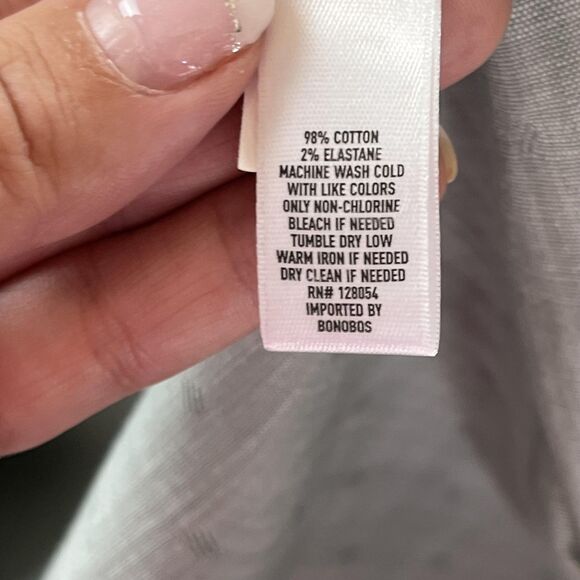 98% COTTON
2% ELASTANE
MACHINE WASH COLD
WITH LIKE COLORS
ONLY NON-CHLORINE
BLEACH IF NEEDED
TUMBLE DRY LOW
WARM IRON IF NEEDED
DRY CLEAN IF NEEDED
RN# 128054
IMPORTED BY
BONOBOS